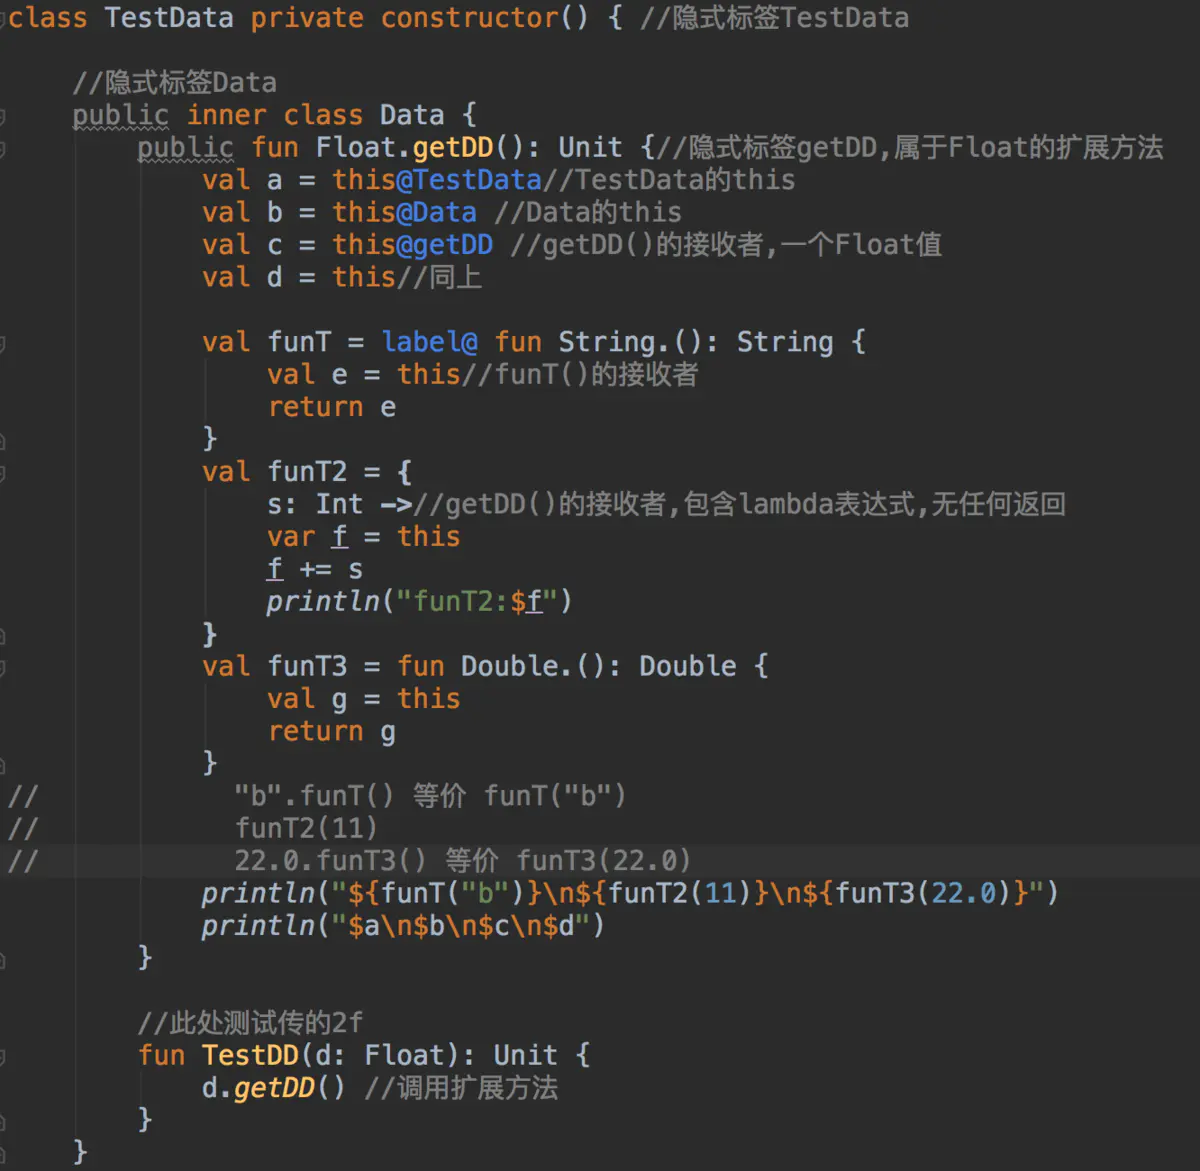 class TestData private constructor() { //隐式标签TestData
//隐式标签Data
public inner class Data {
public fun Float.getDD(): Unit {//隐式标签getDD,属于Float的扩展方法
val a = this@TestData//TestData的this
val b = this@Data //Data的this
val c = this@getDD //getDD()的接收者,一个Float值
val d = this//同上
val funT = label@ fun String.(): String {
val e = this//funT()的接收者
return e
}
val funT2 = {
s: Int ->//getDD()的接收者,包含lambda表达式,无任何返回
var f = this
f += s
println("funT2:$f")
}
val funT3 = fun Double.(): Double {
val g = this
return g
}
// "b".funT() 等价 funT("b")
// funT2(11)
// 22.0.funT3() 等价 funT3(22.0)
println("${funT("b")}\n${funT2(11)}\n${funT3(22.0)}")
println("$a\n$b\n$c\n$d")
}
//此处测试传的2f
fun TestDD(d: Float): Unit {
d.getDD() //调用扩展方法
}
}